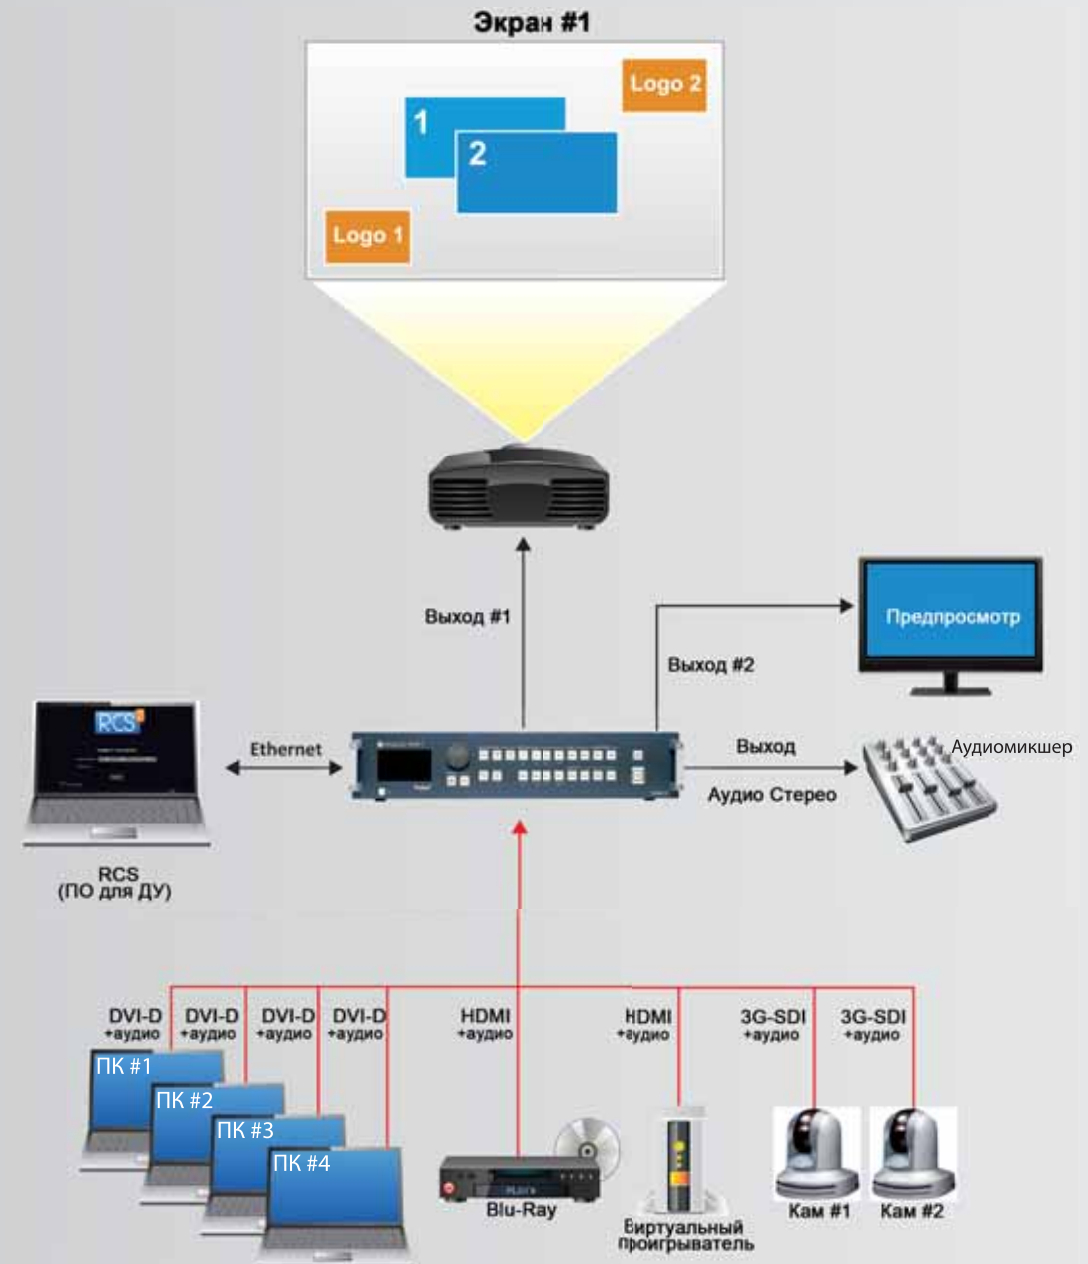 Экран #1
Logo 2
1
2
Logo 1
Выход #1
Предпросмотр
Выход #2
RCS
Ethernet
Выход
Аудиомикшер
Аудио Стерео
RCS
(ПО для ДУ)
DVI-D
+аудио
DVI-D
+аудио
DVI-D
+аудио
DVI-D
+аудио
HDMI
+аудио
HDMI
+аудио
3G-SDI
+аудио
3G-SDI
+аудио
ПК #1
ПК #2
ПК #3
ПК #4
Blu-Ray
Виртуальный
проигрыватель
Кам #1
Кам #2